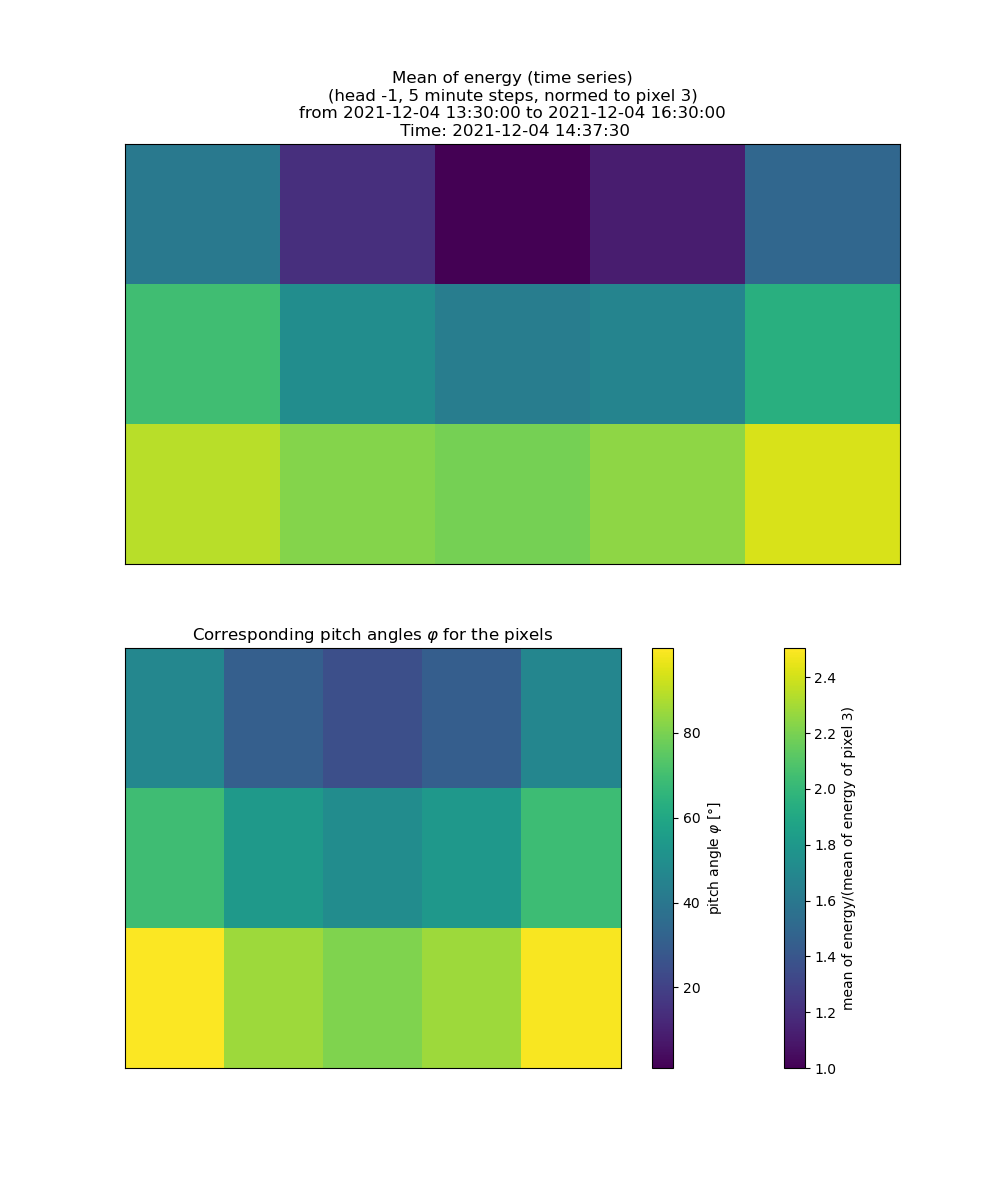 Mean of energy (time series)
(head -1, 5 minute steps, normed to pixel 3)
from 2021-12-04 13:30:00 to 2021-12-04 16:30:00
Time: 2021-12-04 14:37:30
Corresponding pitch angles φ for the pixels
80
60
40
20
pitch angle φ [°]
2.4
2.2
2.0
1.8
1.6
1.4
1.2
1.0
mean of energy/(mean of energy of pixel 3)